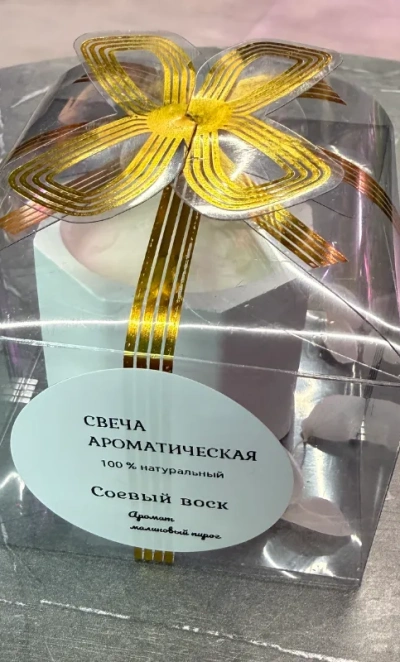 СВЕЧА
АРОМАТИЧЕСКАЯ
100 % натуральный
Соевый воск
Аромат
малиновый пирог